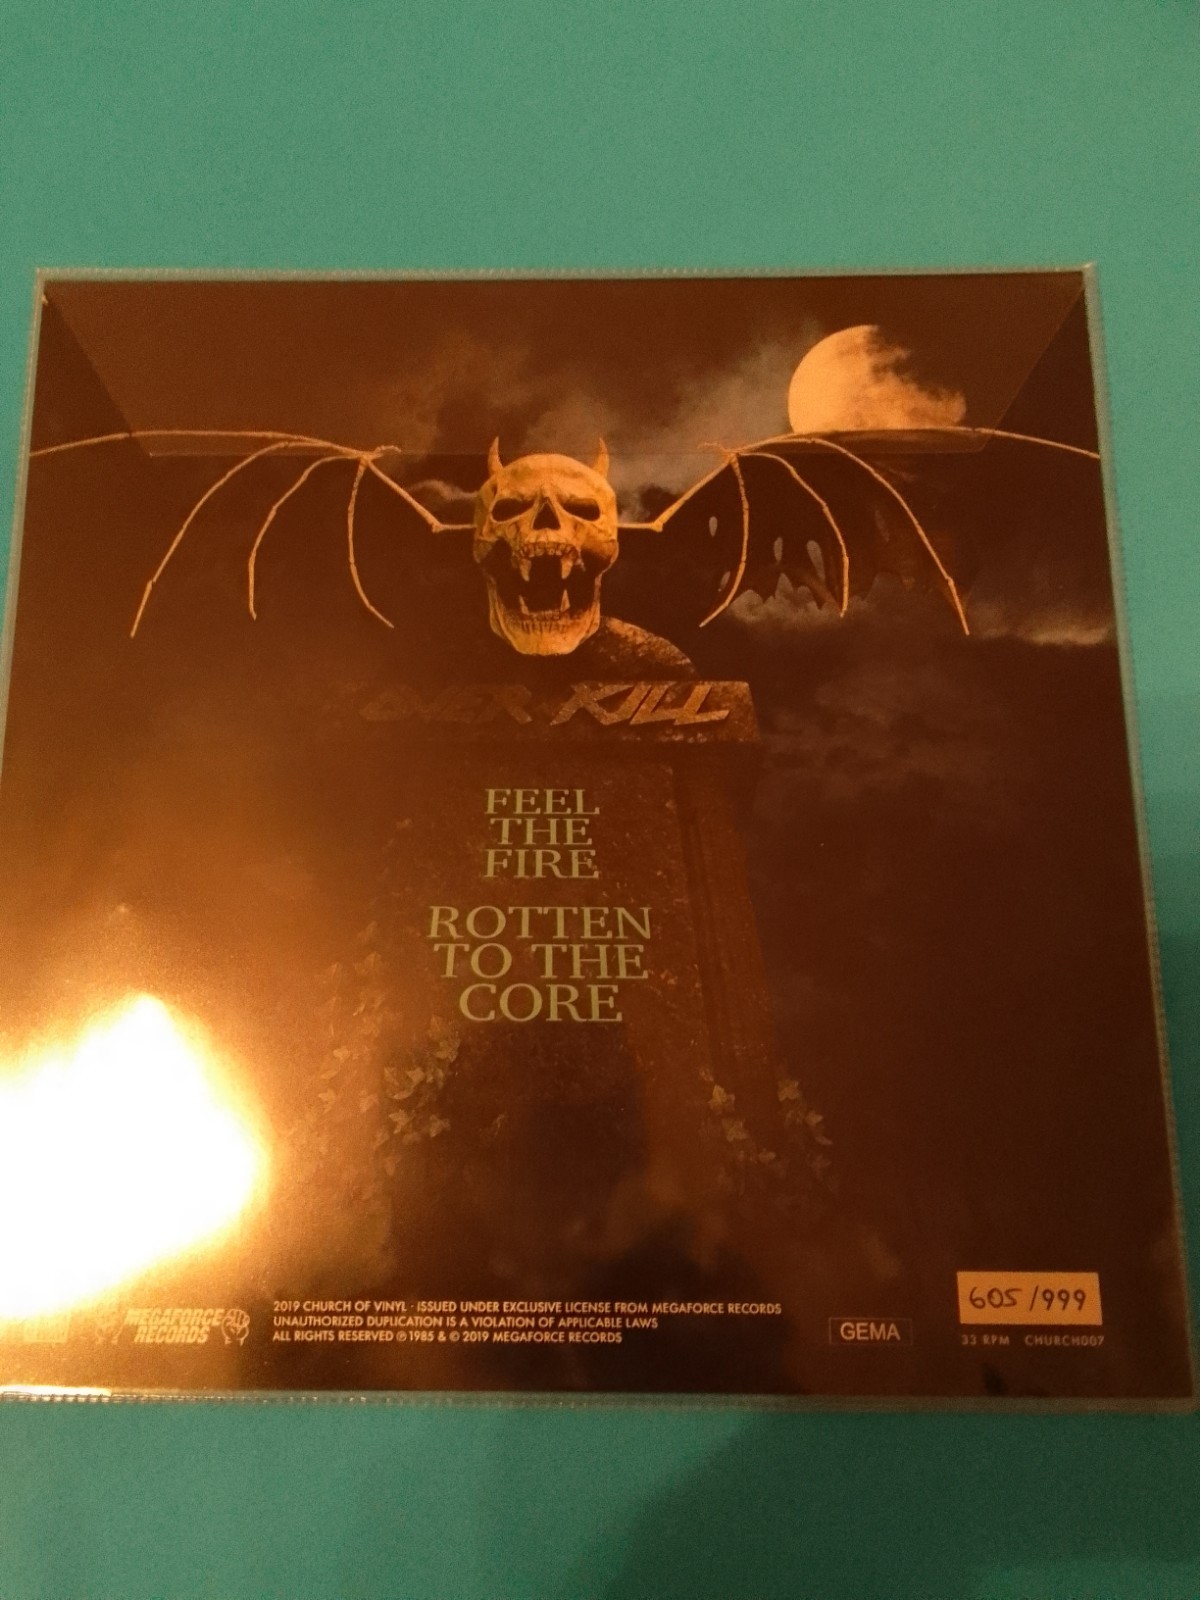 OVER KILL
FEEL
THE
FIRE
ROTTEN
TO THE
CORE
MEGAFORCE
RECORDS
2019 CHURCH OF VINYL · ISSUED UNDER EXCLUSIVE LICENSE FROM MEGAFORCE RECORDS
UNAUTHORIZED DUPLICATION IS A VIOLATION OF APPLICABLE LAWS
ALL RIGHTS RESERVED ℗ 1985 & © 2019 MEGAFORCE RECORDS
GEMA
605/999
33 RPM CHURCH007